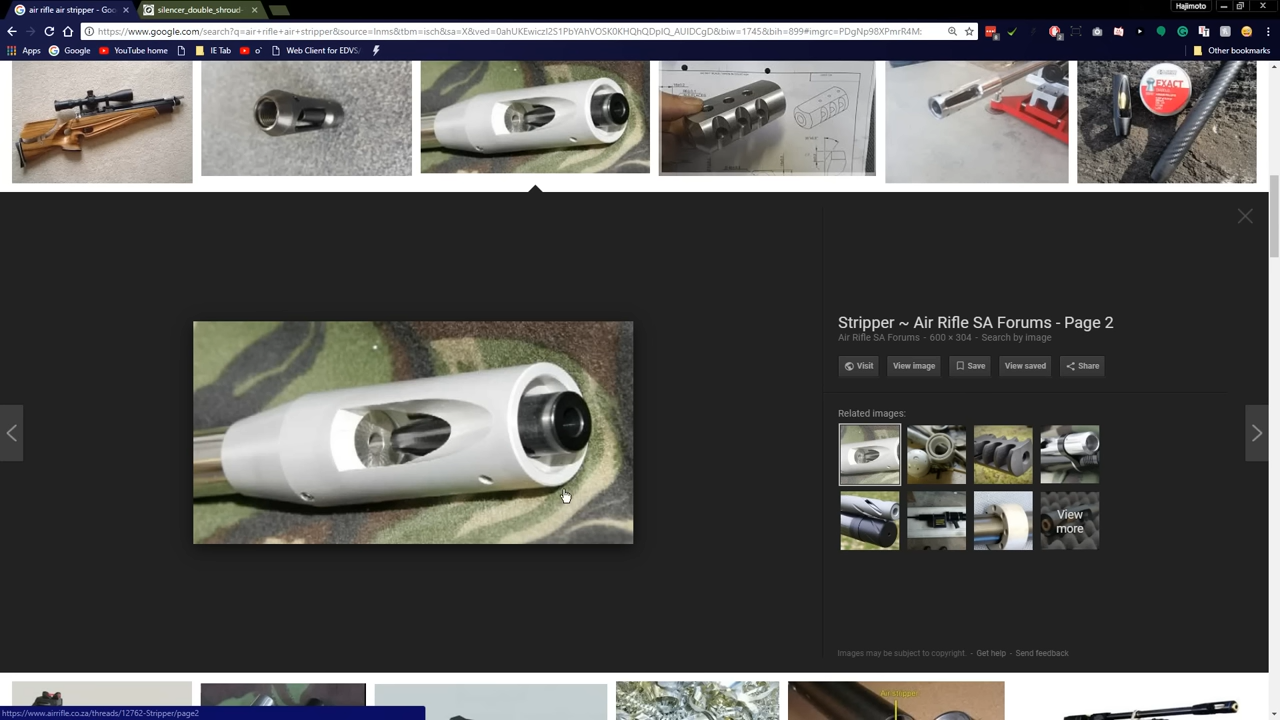 air rifle air stripper - Goo
silencer_double_shroud
Hajimoto
https://www.google.com/search?q=air+rifle+air+stripper&source=lnms&tbm=isch&sa=X&ved=0ahUKEwiczI2S1PbYAhVOSK0KHQhQDpIQ_AUIDCgD&biw=1745&bih=899#imgrc=PDgNp98XPmrR4M:
Apps Google YouTube home IE Tab o` Web Client for EDVS/ Other bookmarks
EXACT
Stripper ~ Air Rifle SA Forums - Page 2
Air Rifle SA Forums - 600 × 304 - Search by image
Visit View image Save View saved Share
Related images:
View
more
Images may be subject to copyright. - Get help - Send feedback
Air stripper
https://www.airrifle.co.za/threads/12762-Stripper/page2